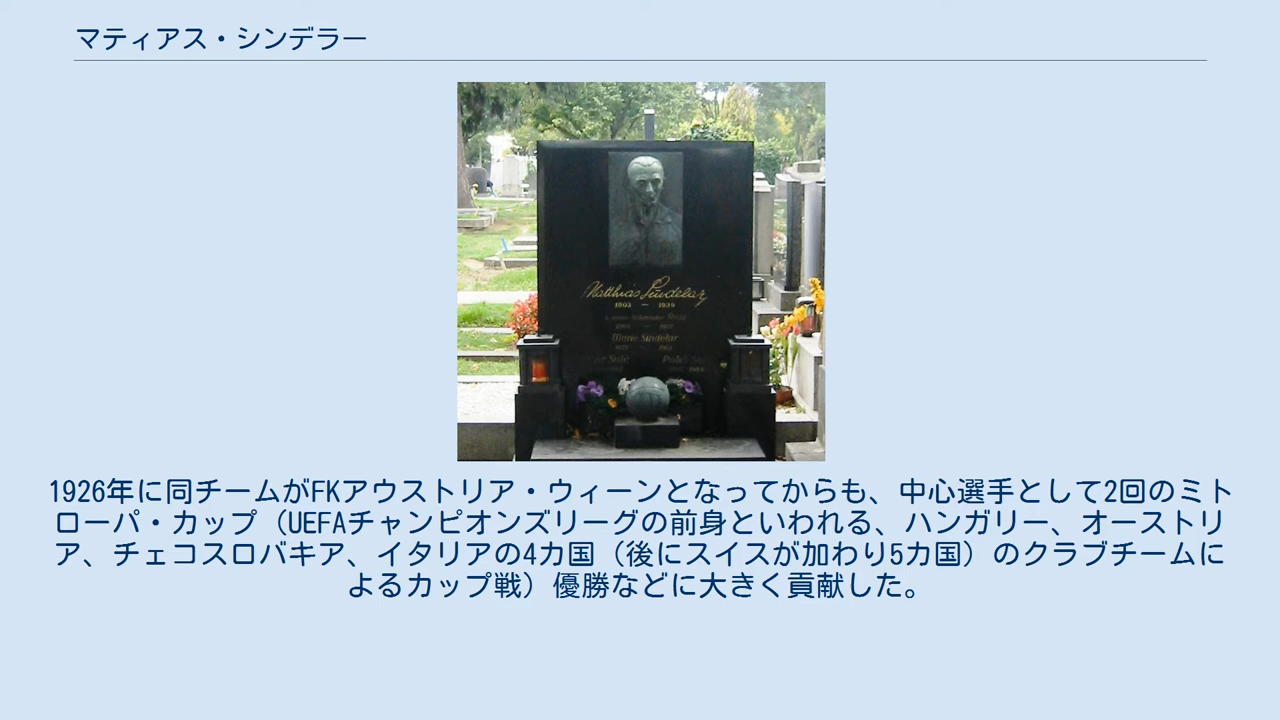 マティアス・シンデラー
Matthias Sindelar
1903 — 1939
Marie Sindelar
1926年に同チームがFKアウストリア・ウィーンとなってからも、中心選手として2回のミト
ローパ・カップ（UEFAチャンピオンズリーグの前身といわれる、ハンガリー、オーストリ
ア、チェコスロバキア、イタリアの4カ国（後にスイスが加わり5カ国）のクラブチームに
よるカップ戦）優勝などに大きく貢献した。